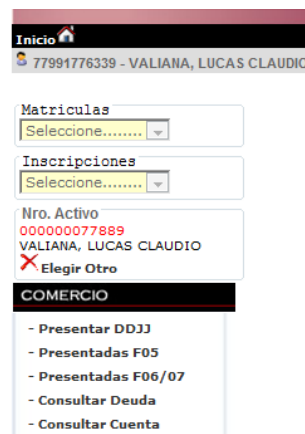 Inicio
77991776339 - VALIANA, LUCAS CLAUDIO
Matriculas
Seleccione........
Inscripciones
Seleccione........
Nro. Activo
000000077889
VALIANA, LUCAS CLAUDIO
Elegir Otro
COMERCIO
- Presentar DDJJ
- Presentadas F05
- Presentadas F06/07
- Consultar Deuda
- Consultar Cuenta